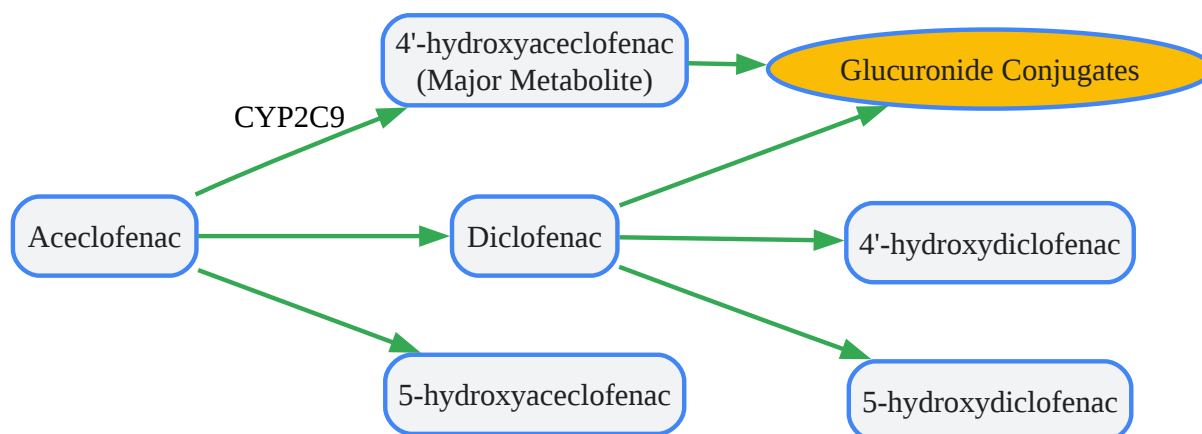 4'-hydroxyaceclofenac
(Major Metabolite)
Glucuronide Conjugates
CYP2C9
Aceclofenac
Diclofenac
4'-hydroxydiclofenac
5-hydroxyaceclofenac
5-hydroxydiclofenac